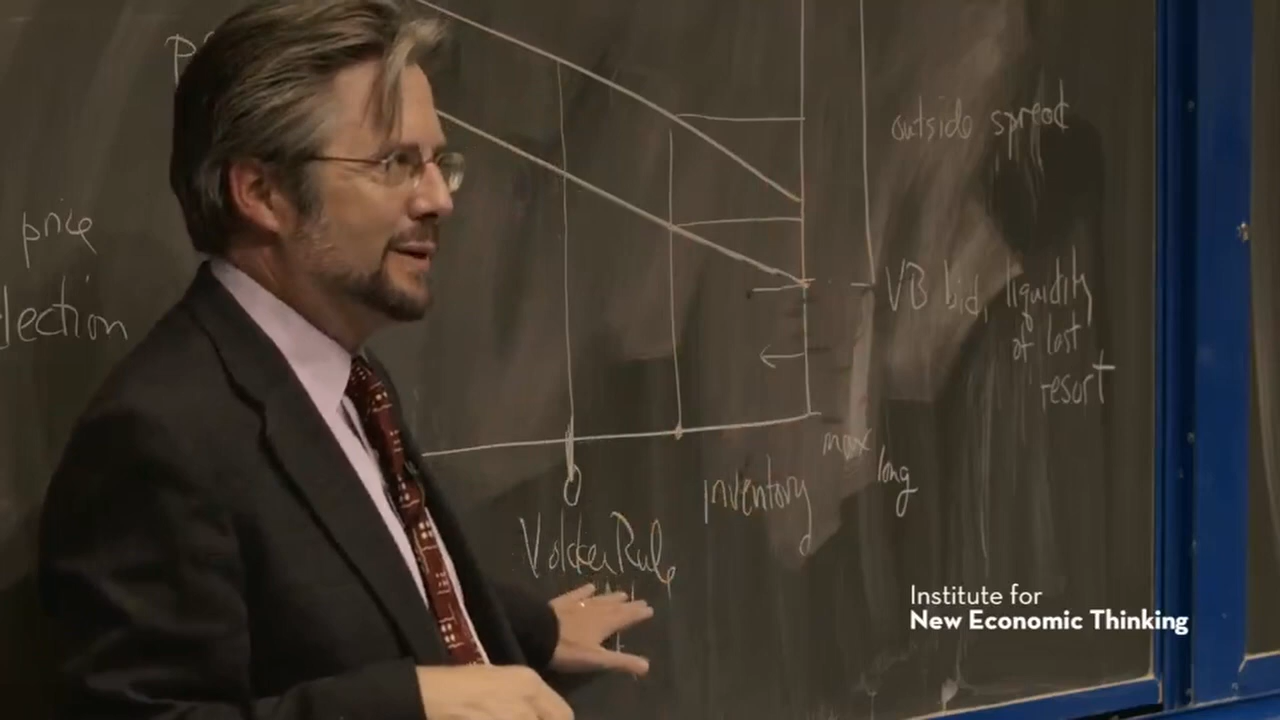 price
outside spread
VB bid, liquidity
of last
resort
max
long
inventory
0
Volcker Rule
Institute for
New Economic Thinking